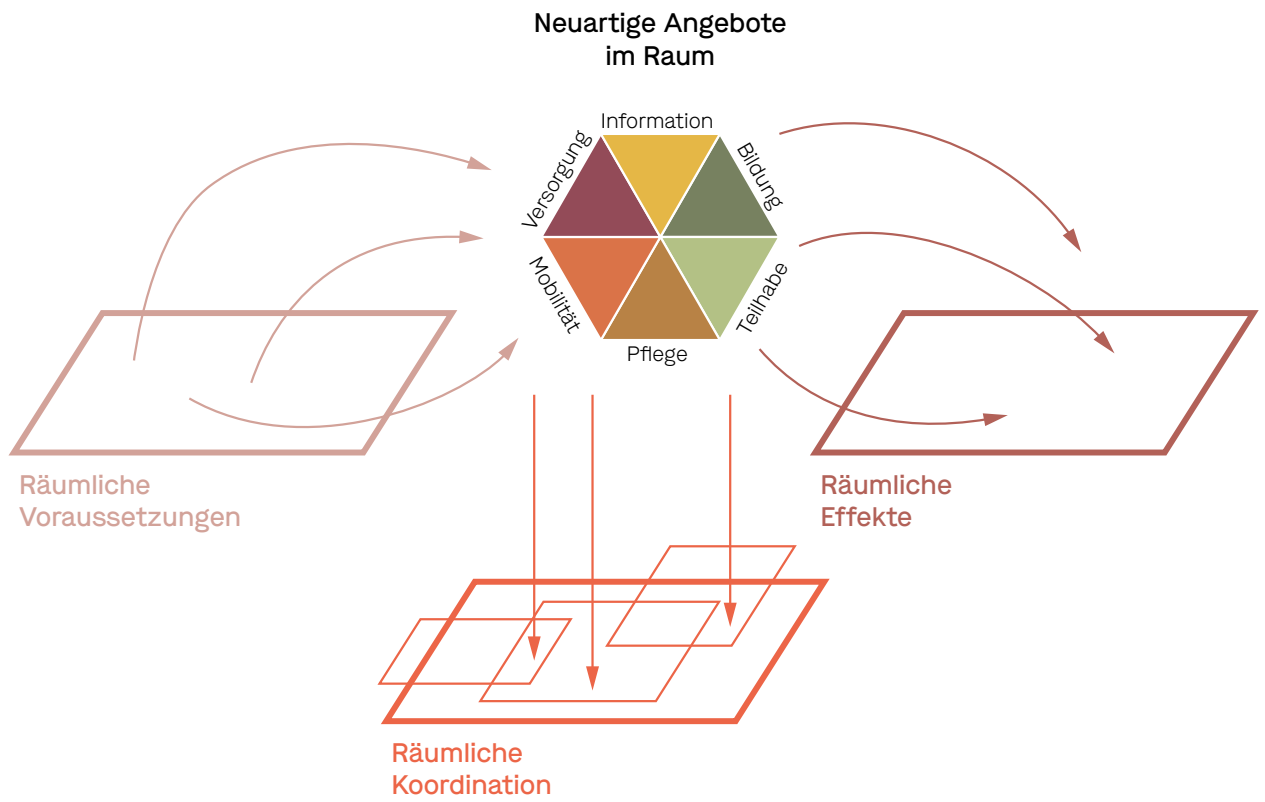 Neuartige Angebote
im Raum
Information
Versorgung
Bildung
Mobilität
Teilhabe
Pflege
Räumliche
Voraussetzungen
Räumliche
Effekte
Räumliche
Koordination